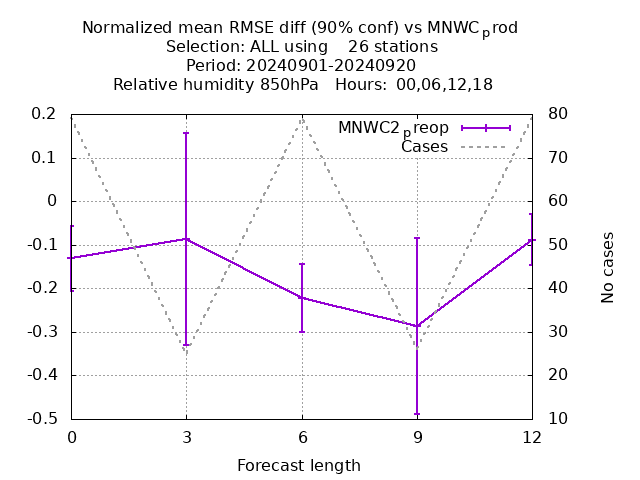 Normalized mean RMSE diff (90% conf) vs MNWCprod
Selection: ALL using    26 stations
Period: 20240901-20240920
Relative humidity 850hPa   Hours: 00,06,12,18
MNWC2preop
Cases
0.2
0.1
0
-0.1
-0.2
-0.3
-0.4
-0.5
80
70
60
50
40
30
20
10
No cases
0 3 6 9 12
Forecast length